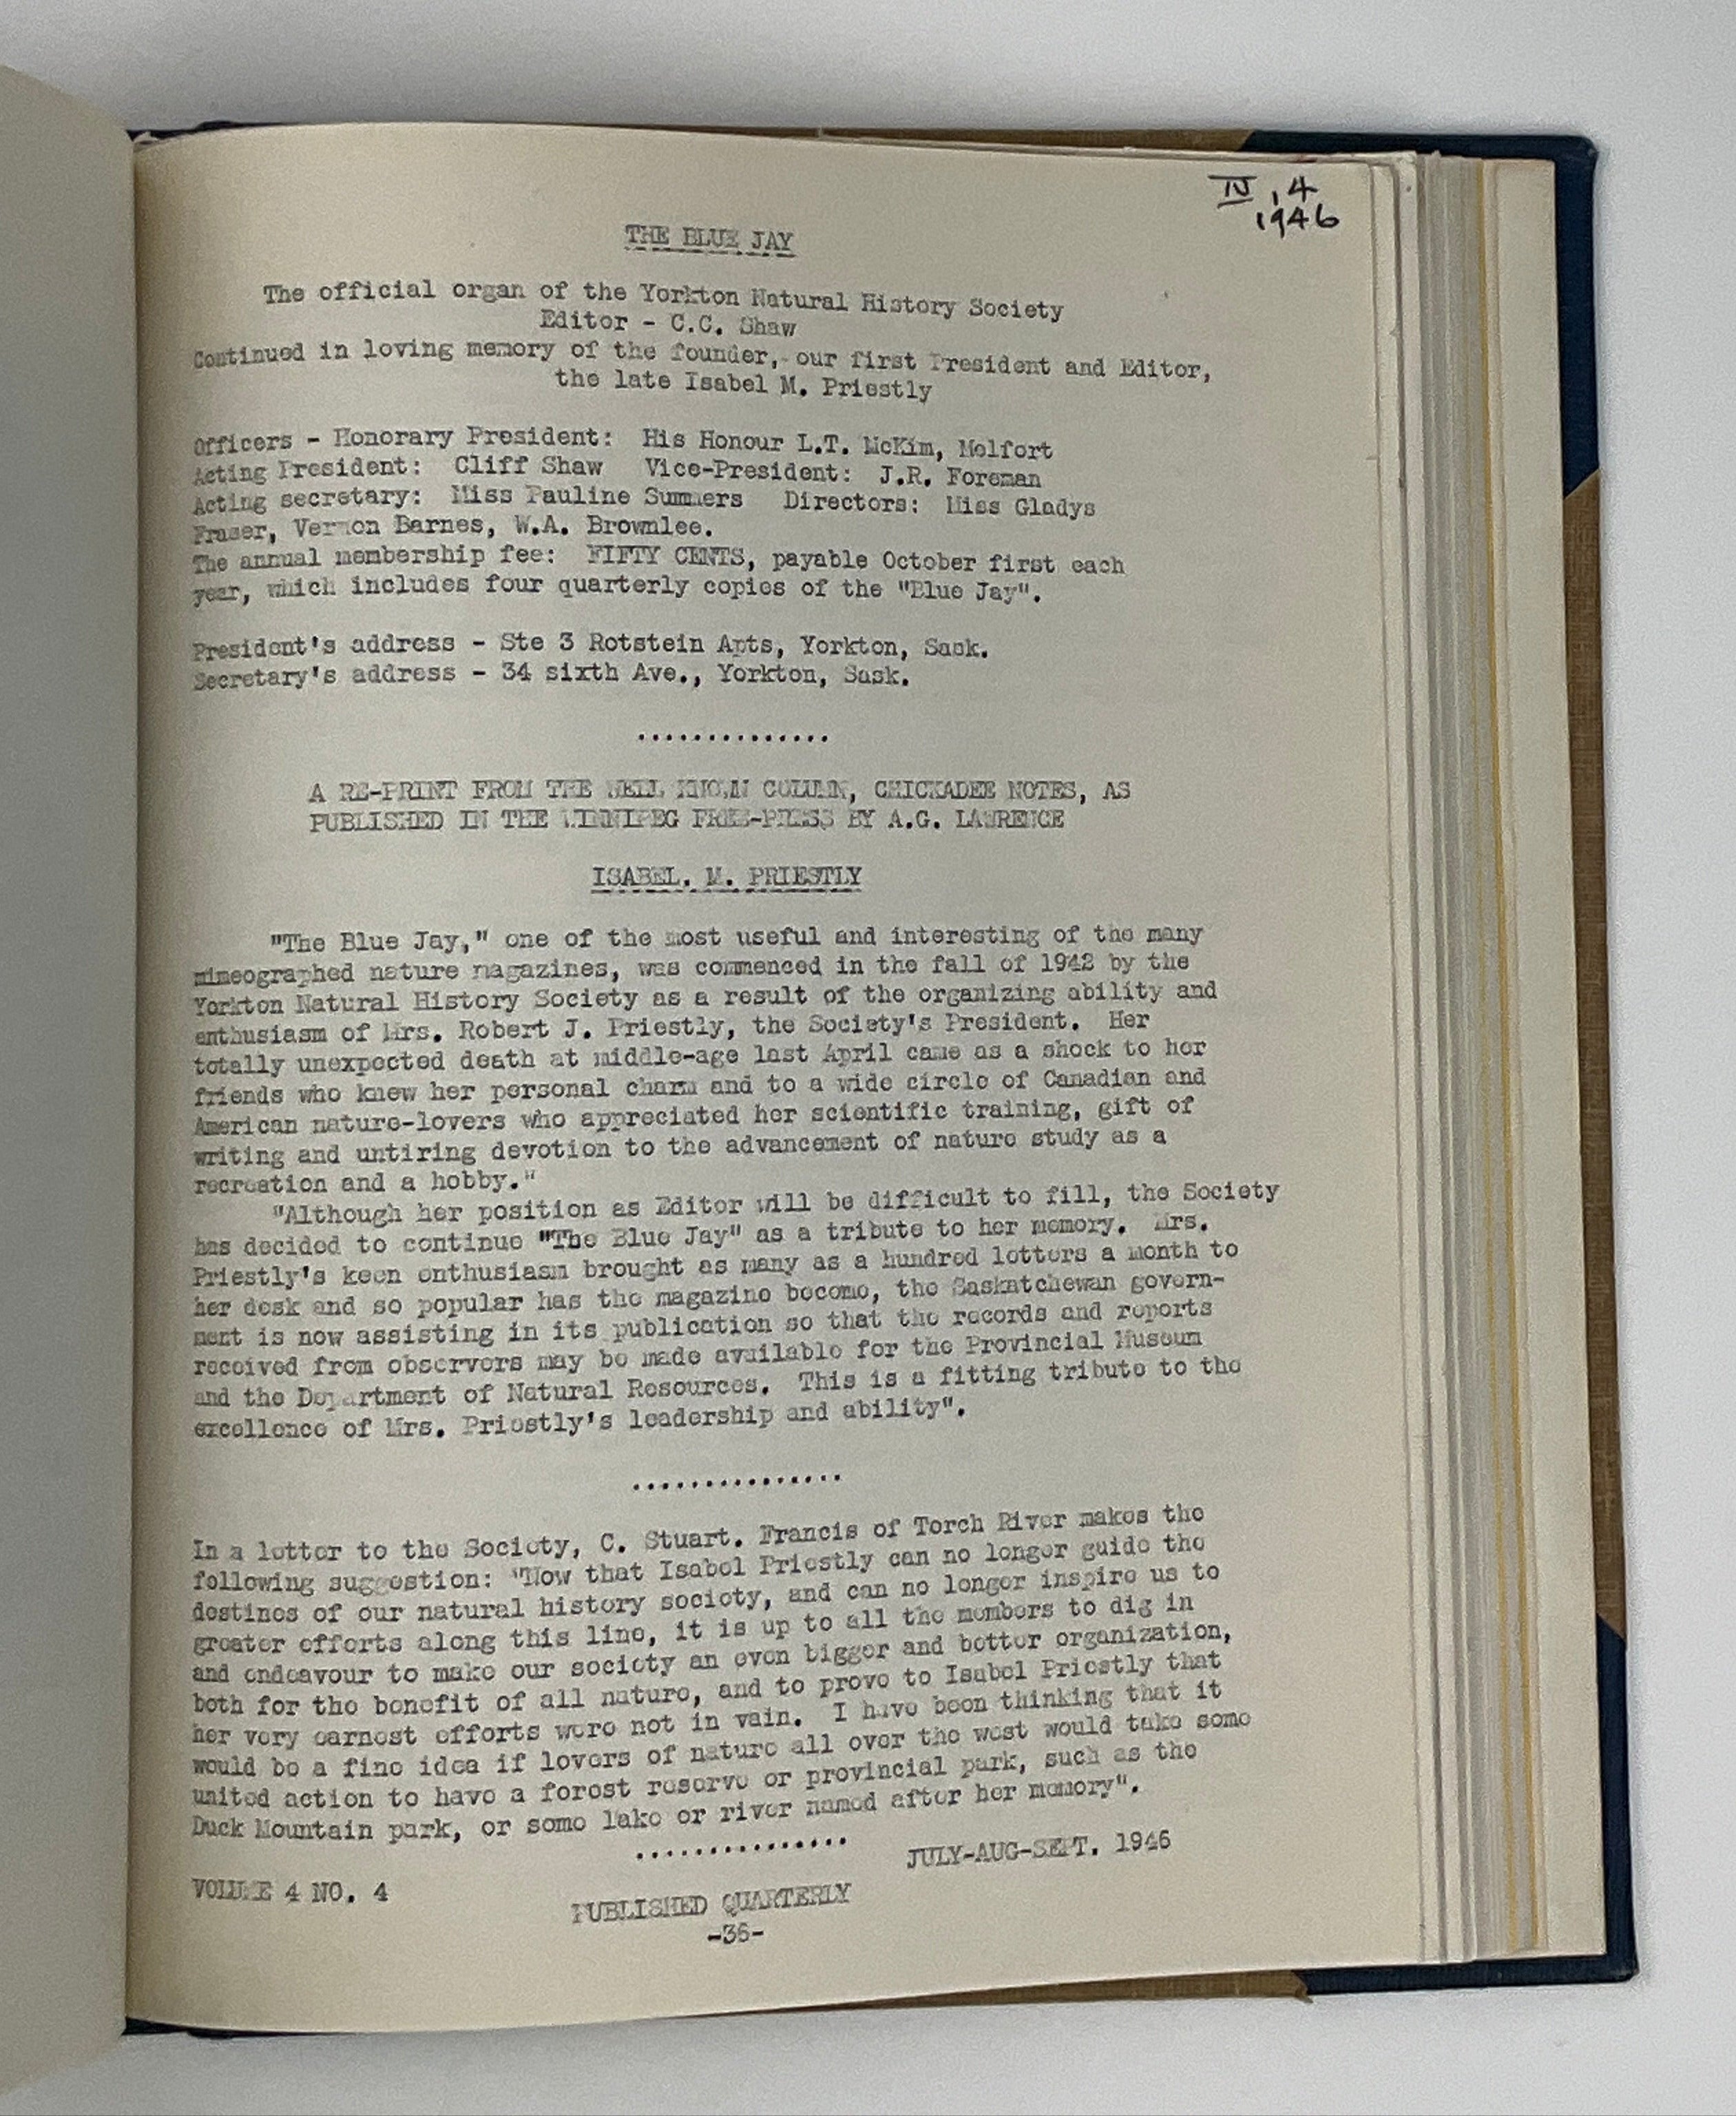 IV, 4
1946
THE BLUE JAY
The official organ of the Yorkton Natural History Society
Editor - C.C. Shaw
Continued in loving memory of the founder, our first President and Editor,
the late Isabel M. Priestly
Officers - Honorary President: His Honour L.T. McKim, Melfort
Acting President: Cliff Shaw Vice-President: J.R. Foreman
Acting secretary: Miss Pauline Summers Directors: Miss Gladys
Fraser, Vernon Barnes, W.A. Brownlee.
The annual membership fee: FIFTY CENTS, payable October first each
year, which includes four quarterly copies of the "Blue Jay".
President's address - Ste 3 Rotstein Apts, Yorkton, Sask.
Secretary's address - 34 sixth Ave., Yorkton, Sask.
..............
A RE-PRINT FROM THE WELL KNOWN COLUMN, CHICKADEE NOTES, AS
PUBLISHED IN THE WINNIPEG FREE-PRESS BY A.G. LAWRENCE
ISABEL. M. PRIESTLY
"The Blue Jay," one of the most useful and interesting of the many
mimeographed nature magazines, was commenced in the fall of 1942 by the
Yorkton Natural History Society as a result of the organizing ability and
enthusiasm of Mrs. Robert J. Priestly, the Society's President. Her
totally unexpected death at middle-age last April came as a shock to her
friends who knew her personal charm and to a wide circle of Canadian and
American nature-lovers who appreciated her scientific training, gift of
writing and untiring devotion to the advancement of nature study as a
recreation and a hobby."
"Although her position as Editor will be difficult to fill, the Society
has decided to continue "The Blue Jay" as a tribute to her memory. Mrs.
Priestly's keen enthusiasm brought as many as a hundred letters a month to
her desk and so popular has the magazine become, the Saskatchewan govern-
ment is now assisting in its publication so that the records and reports
received from observers may be made available for the Provincial Museum
and the Department of Natural Resources. This is a fitting tribute to the
excellence of Mrs. Priestly's leadership and ability".
...............
In a letter to the Society, C. Stuart. Francis of Torch River makes the
following suggestion: "Now that Isabel Priestly can no longer guide the
destines of our natural history society, and can no longer inspire us to
greater efforts along this line, it is up to all the members to dig in
and endeavour to make our society an even bigger and better organization,
both for the benefit of all nature, and to prove to Isabel Priestly that
her very earnest efforts were not in vain. I have been thinking that it
would be a fine idea if lovers of nature all over the west would take some
united action to have a forest reserve or provincial park, such as the
Duck Mountain park, or some lake or river named after her memory".
...............
VOLUME 4 NO. 4 JULY-AUG-SEPT. 1946
PUBLISHED QUARTERLY
-36-